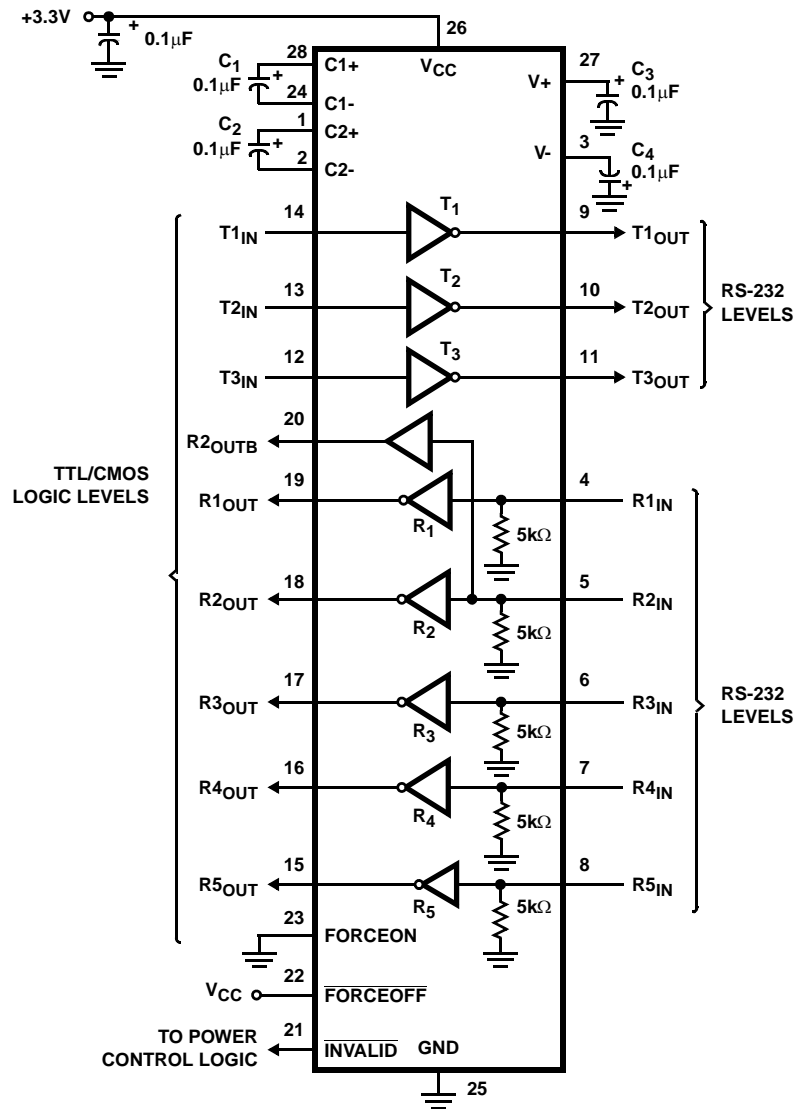 +3.3V
+ 0.1μF
26
28 C1+
VCC
27
C1 0.1μF +
24 C1-
V+
+ C3 0.1μF
1 C2+
C2 0.1μF +
2 C2-
3
V-
C4 0.1μF +
T1
14
9
T1IN
T1OUT
T2
13
10
T2IN
T2OUT
RS-232
LEVELS
T3
12
11
T3IN
T3OUT
20
R2OUTB
TTL/CMOS
LOGIC LEVELS
19
4
R1OUT
R1IN
R1
5kΩ
18
5
R2OUT
R2IN
R2
5kΩ
17
6
R3OUT
R3IN
R3
5kΩ
RS-232
LEVELS
16
7
R4OUT
R4IN
R4
5kΩ
15
8
R5OUT
R5IN
R5
5kΩ
23
FORCEON
22
VCC
FORCEOFF
TO POWER
CONTROL LOGIC
21
INVALID
GND
25